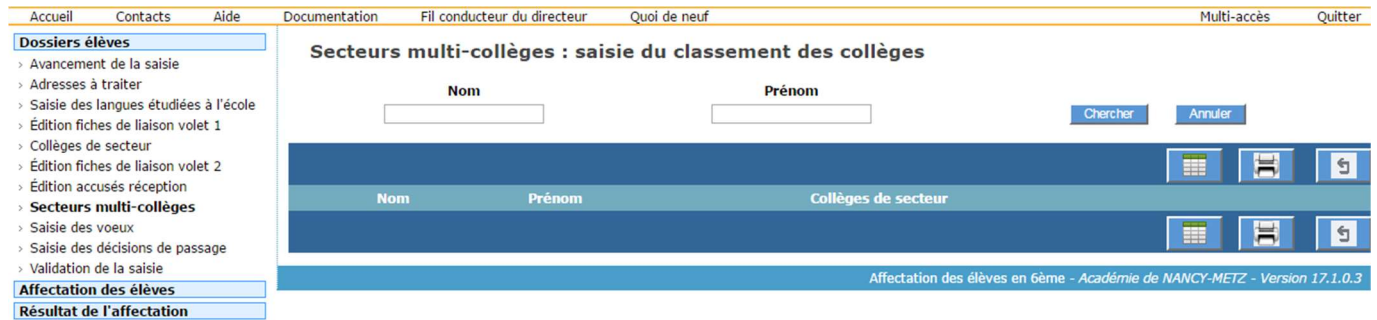 Accueil Contacts Aide Documentation Fil conducteur du directeur Quoi de neuf Multi-accès Quitter
Dossiers élèves
› Avancement de la saisie
› Adresses à traiter
› Saisie des langues étudiées à l'école
› Édition fiches de liaison volet 1
› Collèges de secteur
› Édition fiches de liaison volet 2
› Édition accusés réception
› Secteurs multi-collèges
› Saisie des voeux
› Saisie des décisions de passage
› Validation de la saisie
Affectation des élèves
Résultat de l'affectation
Secteurs multi-collèges : saisie du classement des collèges
Nom Prénom
Chercher Annuler
Nom Prénom Collèges de secteur
Affectation des élèves en 6ème - Académie de NANCY-METZ - Version 17.1.0.3